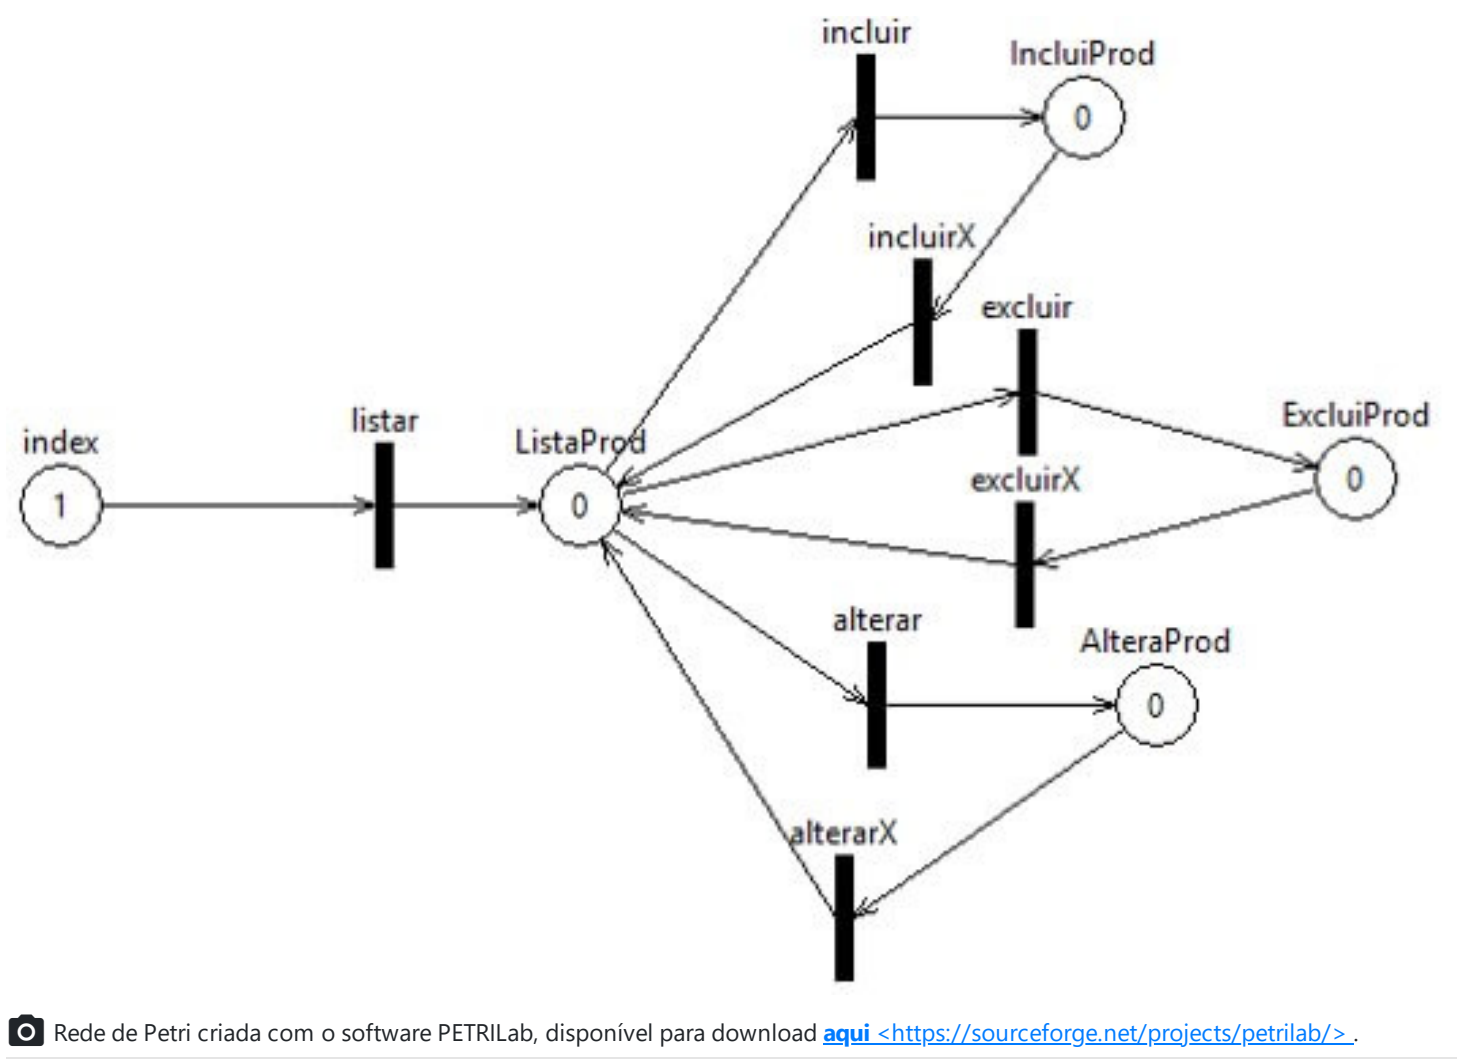 incluir
IncluiProd
0
incluirX
excluir
listar
index
ListaProd
ExcluiProd
1
0
0
excluirX
alterar
AlteraProd
0
alterarX
Rede de Petri criada com o software PETRILab, disponível para download aqui <https://sourceforge.net/projects/petrilab/> .